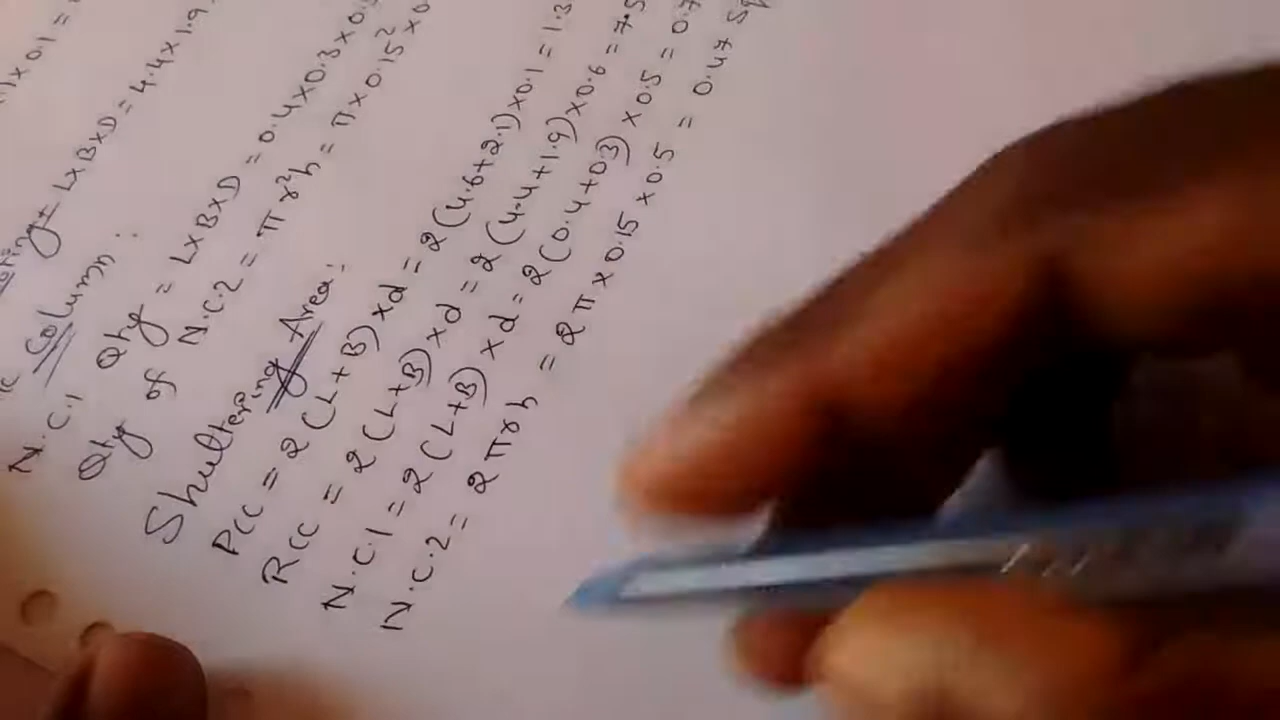 1 × 0.1 =
L×B×D = 4.4 × 1.9
Column :
N.C.1 Qty = L×B×D = 0.4 × 0.3 × 0.
Qty of N.C.2 = πr²h = π × 0.15² × 0
Shuttering Area :
PCC = 2(L+B) × d = 2(4.6+2.1) × 0.1 = 1.3
RCC = 2(L+B) × d = 2(4.4+1.9) × 0.6 = 7.5
N.C.1 = 2(L+B) × d = 2(0.4+0.3) × 0.5 = 0.7
N.C.2 = 2πrh = 2π × 0.15 × 0.5 = 0.47